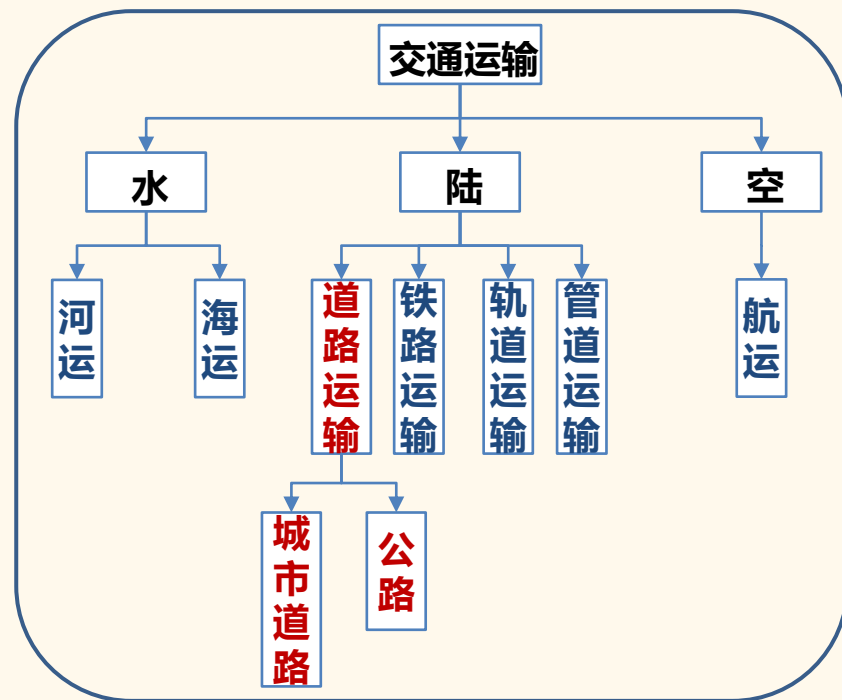 交通运输
水
陆
空
河运
海运
道路运输
铁路运输
轨道运输
管道运输
航运
城市道路
公路